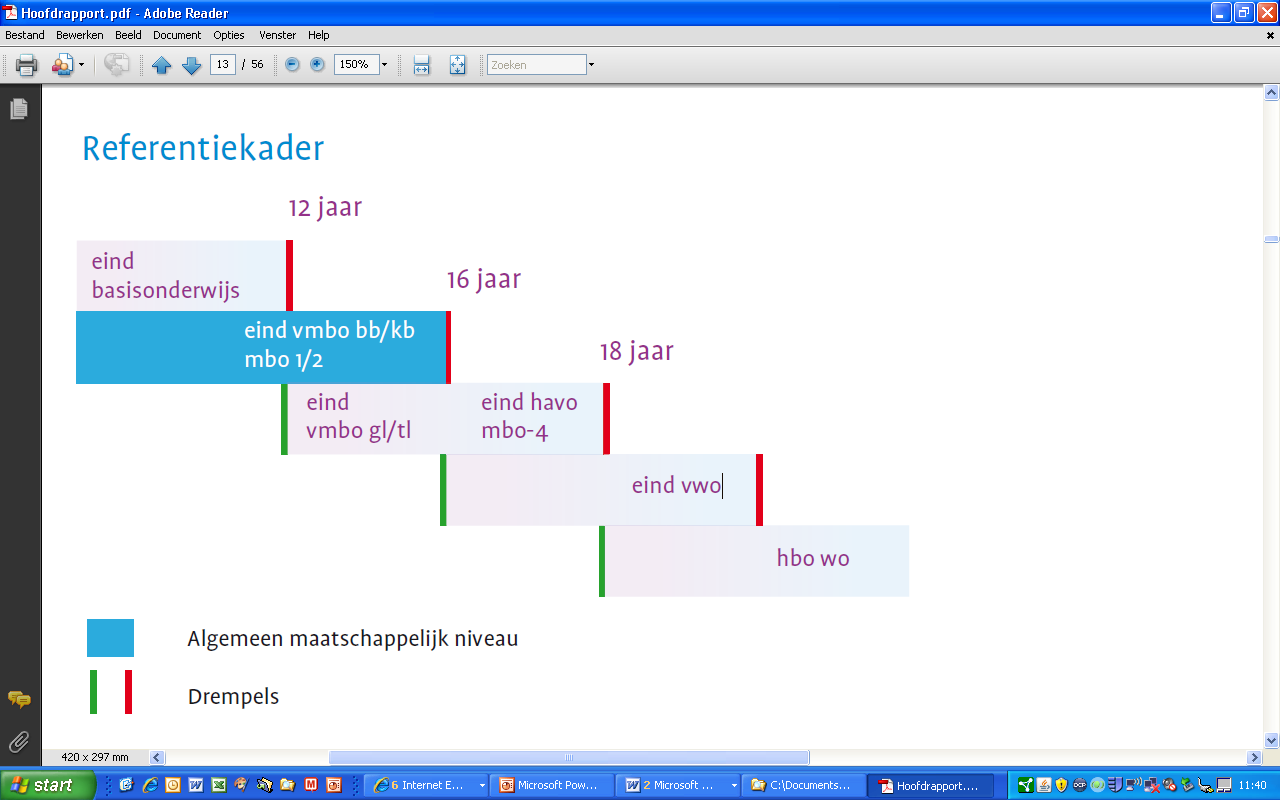 Hoofdrapport.pdf - Adobe Reader
Bestand Bewerken Beeld Document Opties Venster Help
13 / 56 150% Zoeken
Referentiekader
12 jaar
eind
basisonderwijs
16 jaar
eind vmbo bb/kb
mbo 1/2
18 jaar
eind
vmbo gl/tl
eind havo
mbo-4
eind vwo
hbo wo
Algemeen maatschappelijk niveau
Drempels
420 x 297 mm
start 6 Internet E... Microsoft Pow... 2 Microsoft ... C:\Documents... Hoofdrapport.... 11:40